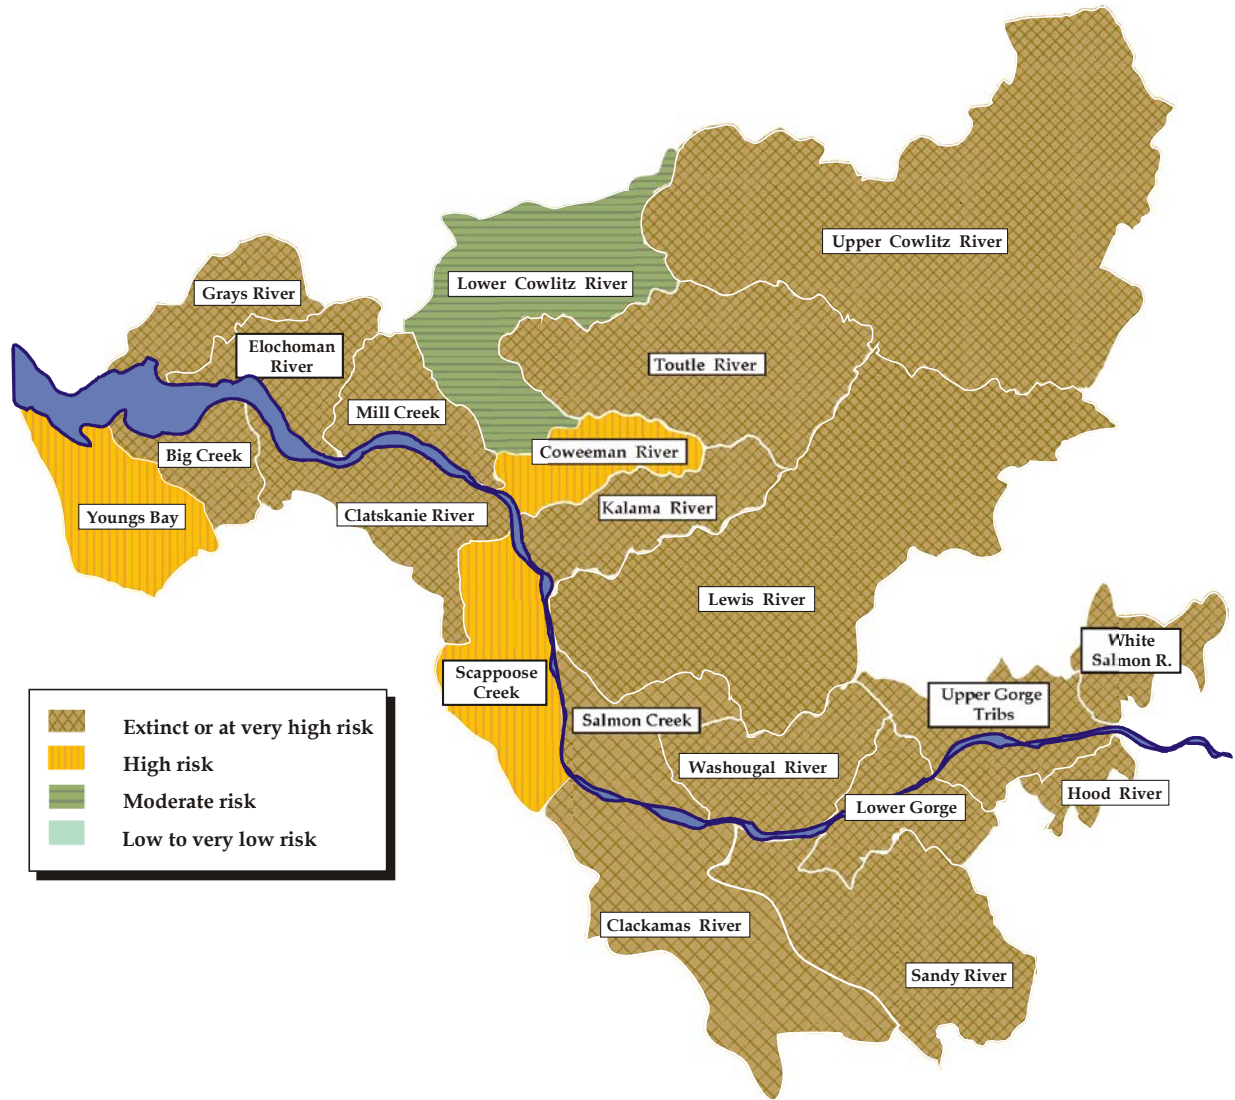 Upper Cowlitz River
Lower Cowlitz River
Grays River
Elochoman
River
Toutle River
Mill Creek
Coweeman River
Big Creek
Kalama River
Clatskanie River
Youngs Bay
Lewis River
White
Salmon R.
Scappoose
Creek
Upper Gorge
Tribs
Salmon Creek
Washougal River
Hood River
Lower Gorge
Clackamas River
Sandy River
Extinct or at very high risk
High risk
Moderate risk
Low to very low risk